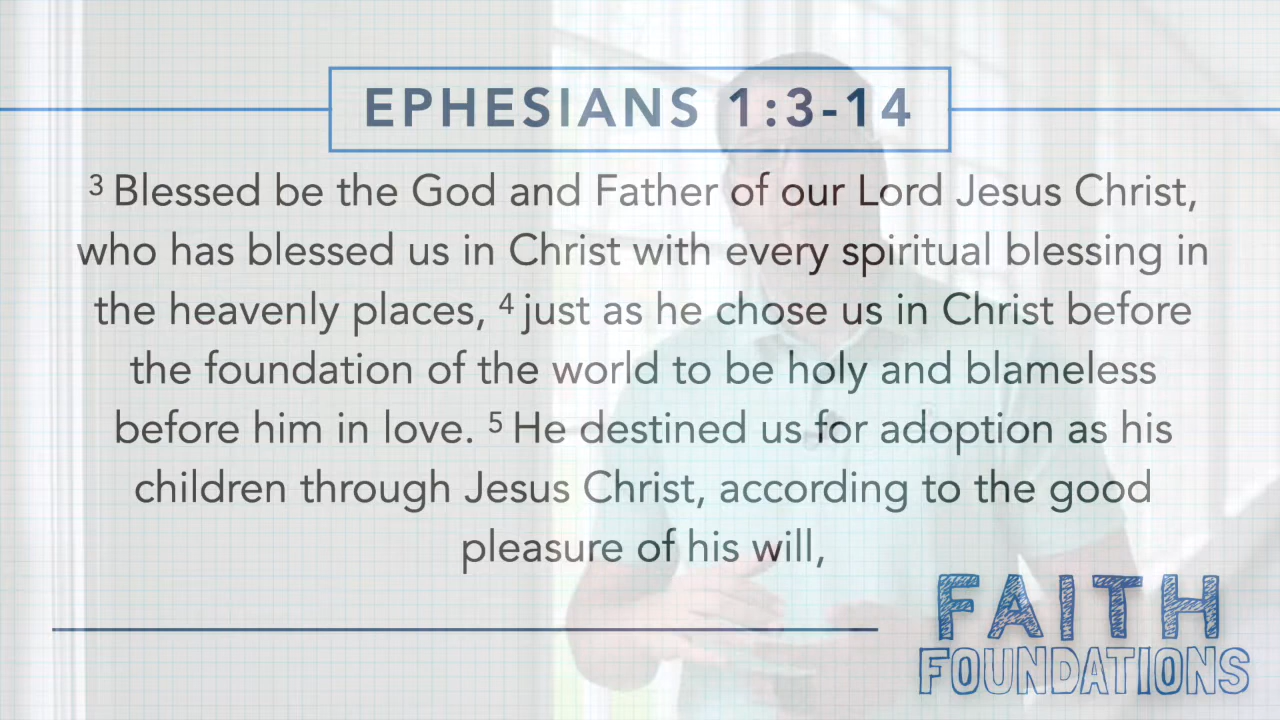 EPHESIANS 1:3-14
3 Blessed be the God and Father of our Lord Jesus Christ,
who has blessed us in Christ with every spiritual blessing in
the heavenly places, 4 just as he chose us in Christ before
the foundation of the world to be holy and blameless
before him in love. 5 He destined us for adoption as his
children through Jesus Christ, according to the good
pleasure of his will,
FAITH
FOUNDATIONS